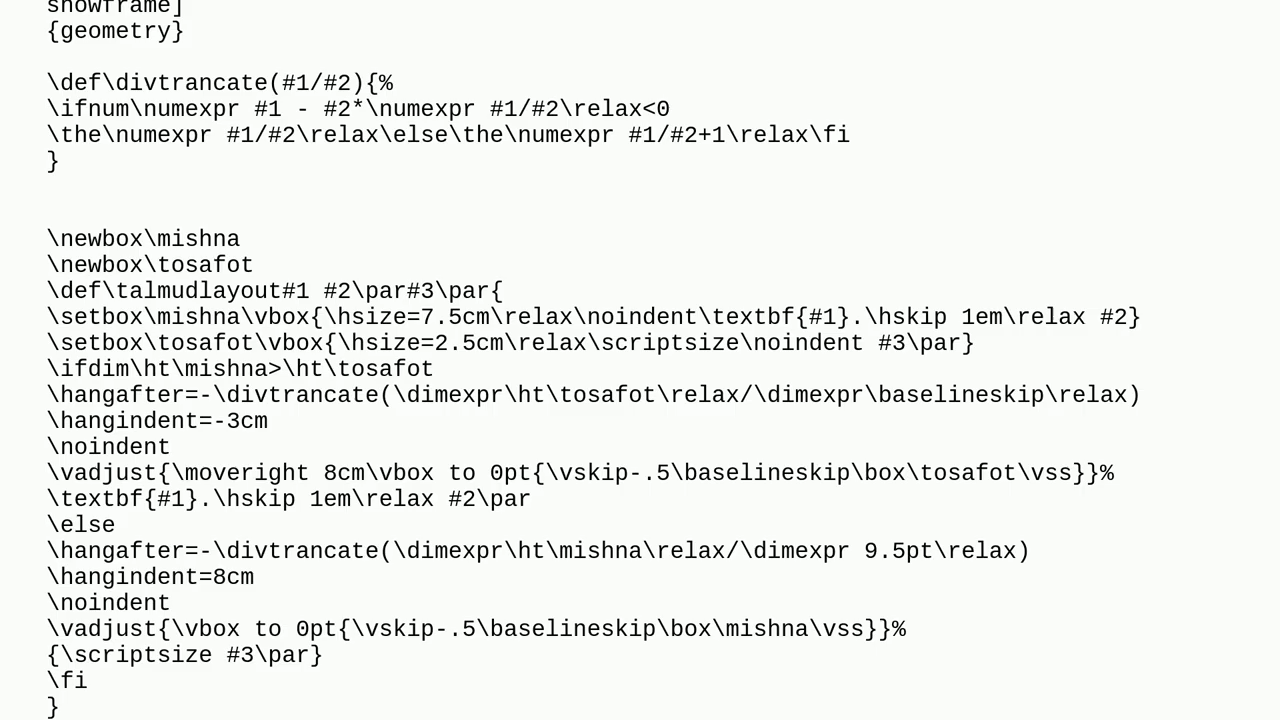 showframe]
{geometry}
\def\divtrancate(#1/#2){%
\ifnum\numexpr #1 - #2*\numexpr #1/#2\relax<0
\the\numexpr #1/#2\relax\else\the\numexpr #1/#2+1\relax\fi
}
\newbox\mishna
\newbox\tosafot
\def\talmudlayout#1 #2\par#3\par{
\setbox\mishna\vbox{\hsize=7.5cm\relax\noindent\textbf{#1}.\hskip 1em\relax #2}
\setbox\tosafot\vbox{\hsize=2.5cm\relax\scriptsize\noindent #3\par}
\ifdim\ht\mishna>\ht\tosafot
\hangafter=-\divtrancate(\dimexpr\ht\tosafot\relax/\dimexpr\baselineskip\relax)
\hangindent=-3cm
\noindent
\vadjust{\moveright 8cm\vbox to 0pt{\vskip-.5\baselineskip\box\tosafot\vss}}%
\textbf{#1}.\hskip 1em\relax #2\par
\else
\hangafter=-\divtrancate(\dimexpr\ht\mishna\relax/\dimexpr 9.5pt\relax)
\hangindent=8cm
\noindent
\vadjust{\vbox to 0pt{\vskip-.5\baselineskip\box\mishna\vss}}%
{\scriptsize #3\par}
\fi
}